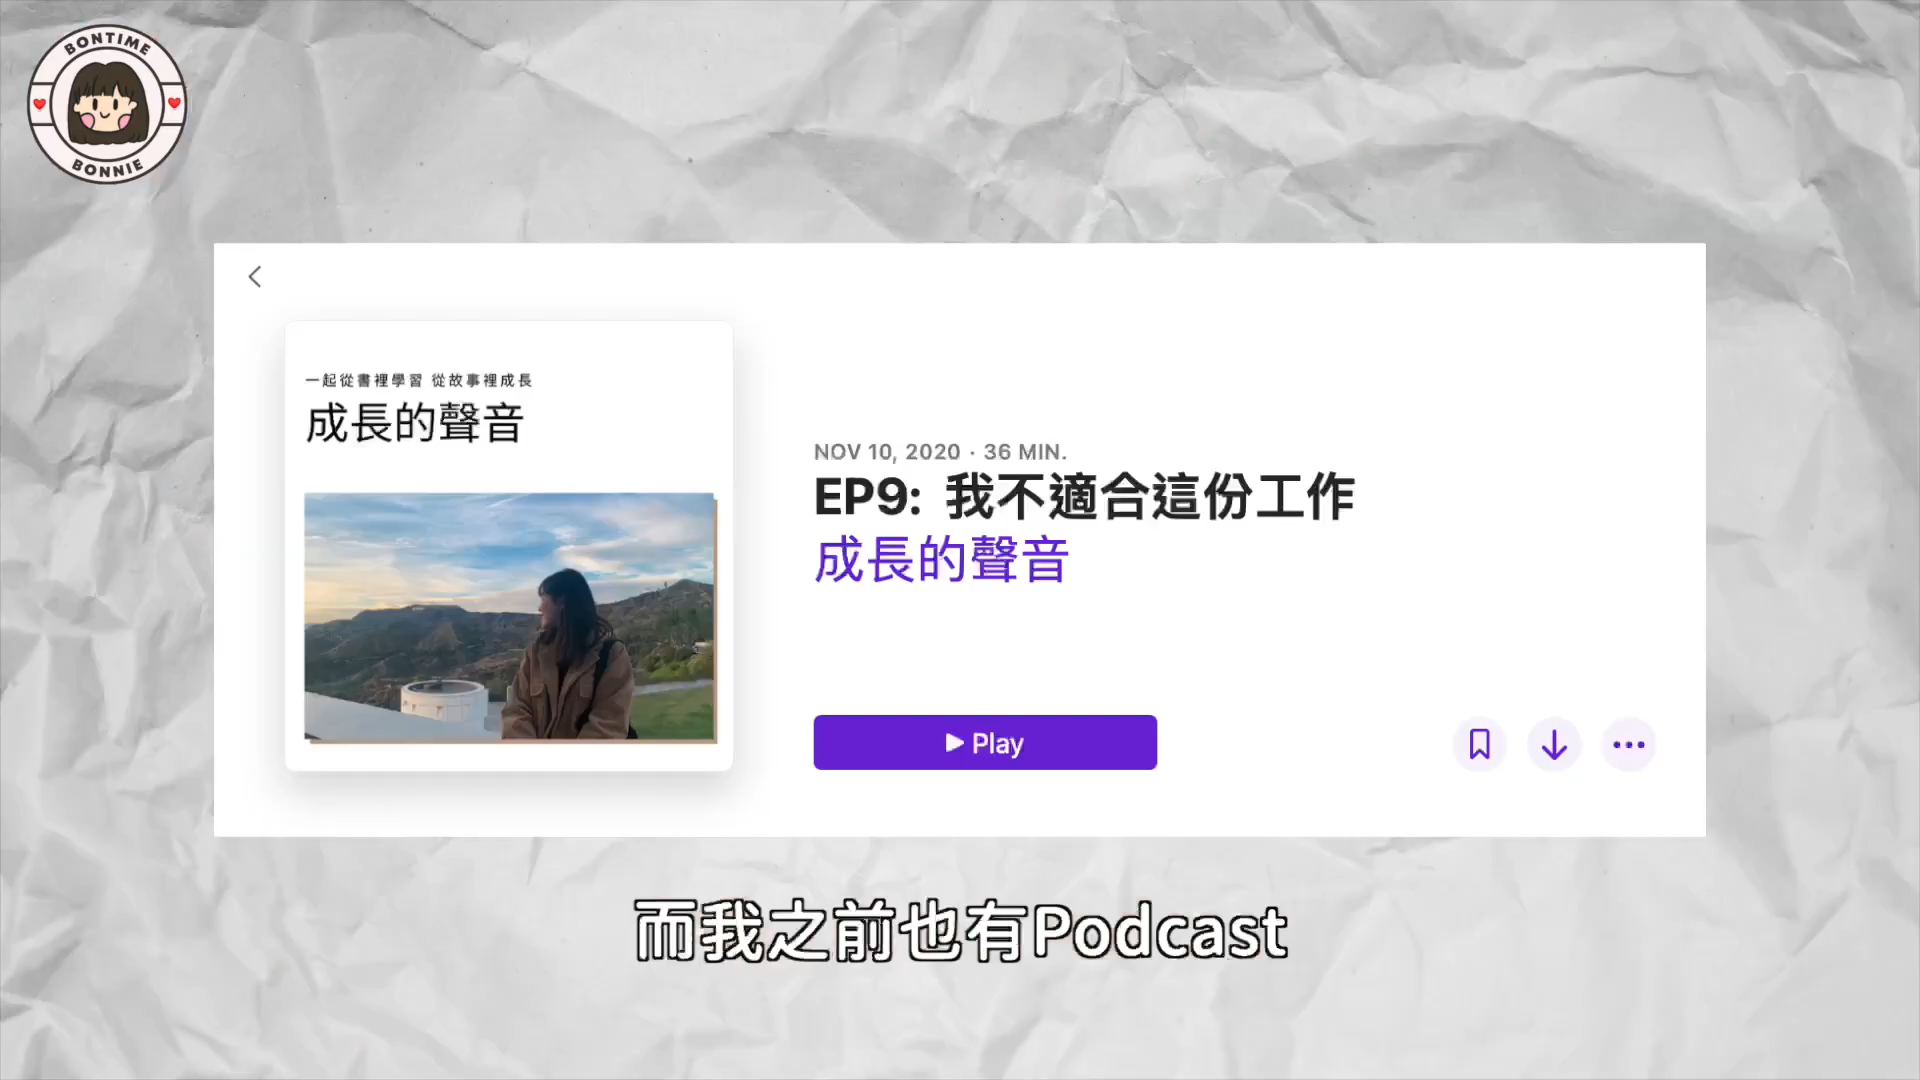 BONTIME
BONNIE
一起從書裡學習 從故事裡成長
成長的聲音
NOV 10, 2020 · 36 MIN.
EP9: 我不適合這份工作
成長的聲音
Play
而我之前也有Podcast